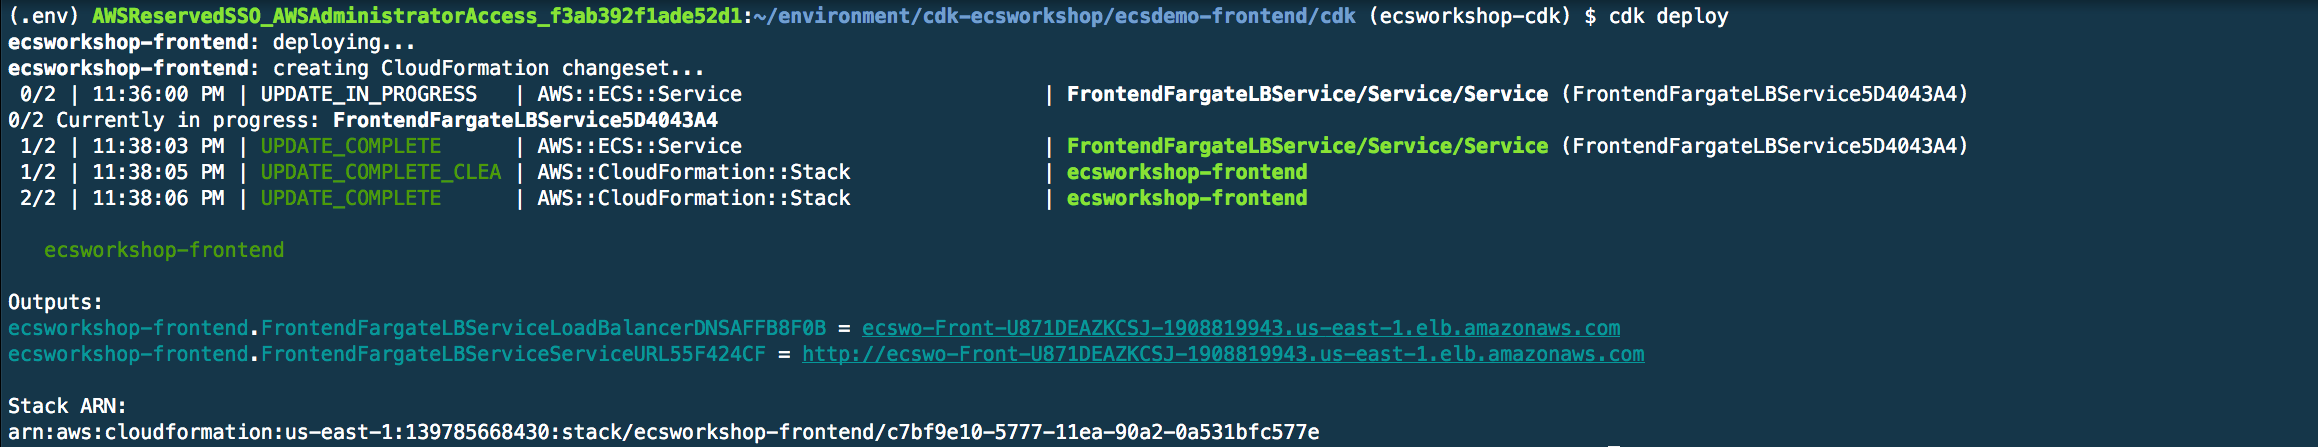 (.env) AWSReservedSSO_AWSAdministratorAccess_f3ab392f1ade52d1:~/environment/cdk-ecsworkshop/ecsdemo-frontend/cdk (ecsworkshop-cdk) $ cdk deploy
ecsworkshop-frontend: deploying...
ecsworkshop-frontend: creating CloudFormation changeset...
 0/2 | 11:36:00 PM | UPDATE_IN_PROGRESS   | AWS::ECS::Service                         | FrontendFargateLBService/Service/Service (FrontendFargateLBService5D4043A4)
0/2 Currently in progress: FrontendFargateLBService5D4043A4
 1/2 | 11:38:03 PM | UPDATE_COMPLETE      | AWS::ECS::Service                         | FrontendFargateLBService/Service/Service (FrontendFargateLBService5D4043A4)
 1/2 | 11:38:05 PM | UPDATE_COMPLETE_CLEA | AWS::CloudFormation::Stack                | ecsworkshop-frontend
 2/2 | 11:38:06 PM | UPDATE_COMPLETE      | AWS::CloudFormation::Stack                | ecsworkshop-frontend
   ecsworkshop-frontend
Outputs:
ecsworkshop-frontend.FrontendFargateLBServiceLoadBalancerDNSAFFB8F0B = ecswo-Front-U871DEAZKCSJ-1908819943.us-east-1.elb.amazonaws.com
ecsworkshop-frontend.FrontendFargateLBServiceServiceURL55F424CF = http://ecswo-Front-U871DEAZKCSJ-1908819943.us-east-1.elb.amazonaws.com
Stack ARN:
arn:aws:cloudformation:us-east-1:139785668430:stack/ecsworkshop-frontend/c7bf9e10-5777-11ea-90a2-0a531bfc577e